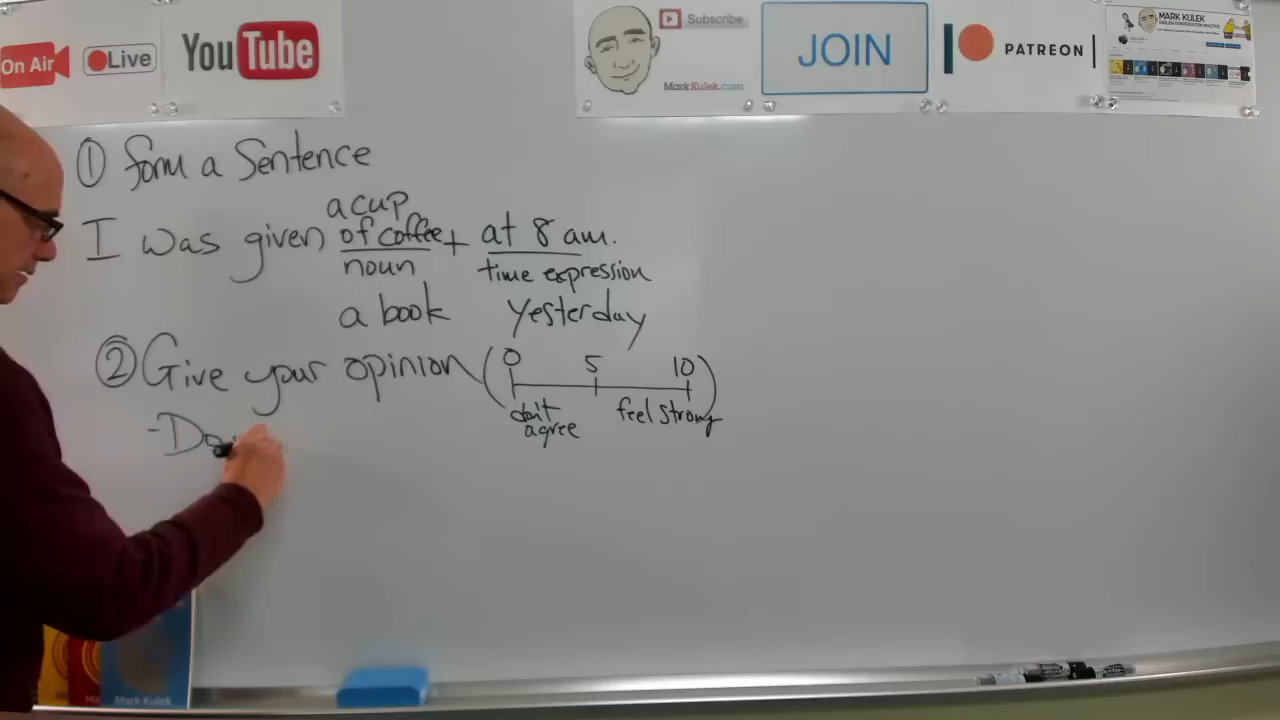 On Air
Live
YouTube
Subscribe
MarkKulek.com
JOIN
PATREON
MARK KULEK
① Form a Sentence
a cup
I was given of coffee + at 8 am.
noun time expression
a book Yesterday
② Give your opinion ( 0 5 10 )
don't agree feel strong
- Do
Mark Kulek